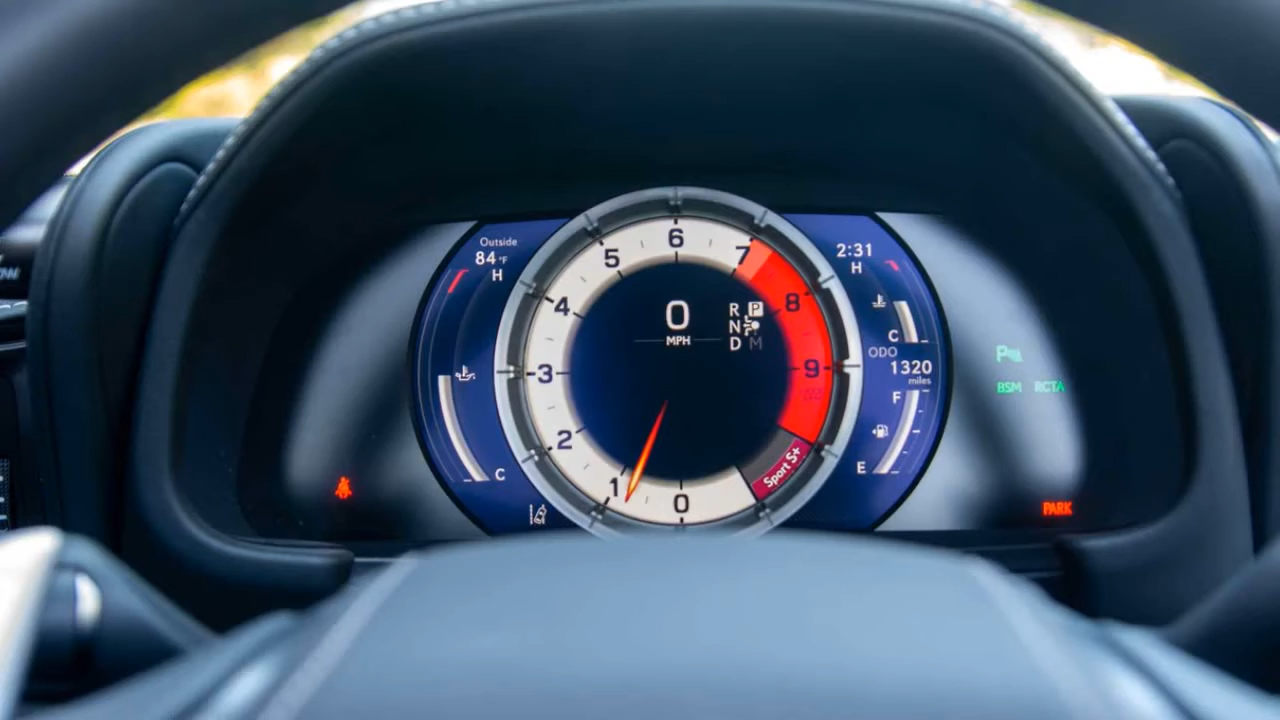 Outside
84 °F
H
C
5
6
7
4
8
3
9
2
1
0
Sport S+
0
MPH
R P
N
D M
2:31
H
C
ODO
1320
miles
F
E
BSM RCTA
PARK